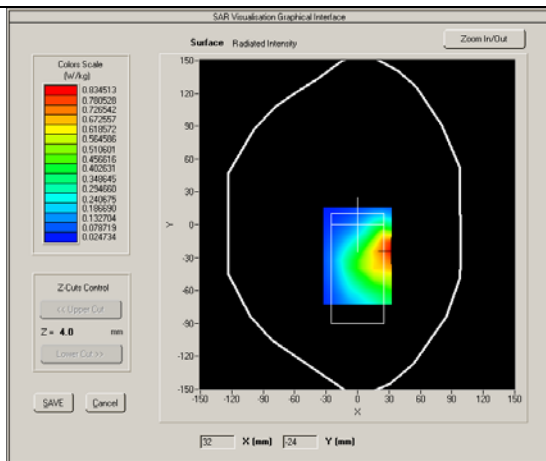 SAR Visualisation Graphical Interface
Surface Radiated Intensity
Zoom In/Out
Colors Scale
(W/kg)
0.834513
0.780528
0.726542
0.672557
0.618572
0.564586
0.510601
0.456616
0.402631
0.348645
0.294660
0.240675
0.186690
0.132704
0.078719
0.024734
Z-Cuts Control
<< Upper Cut
Z = 4.0 mm
Lower Cut >>
SAVE
Cancel
150
120
90
60
30
0
-30
-60
-90
-120
-150
Y
-150 -120 -90 -60 -30 0 30 60 90 120 150
X
32 X (mm) -24 Y (mm)